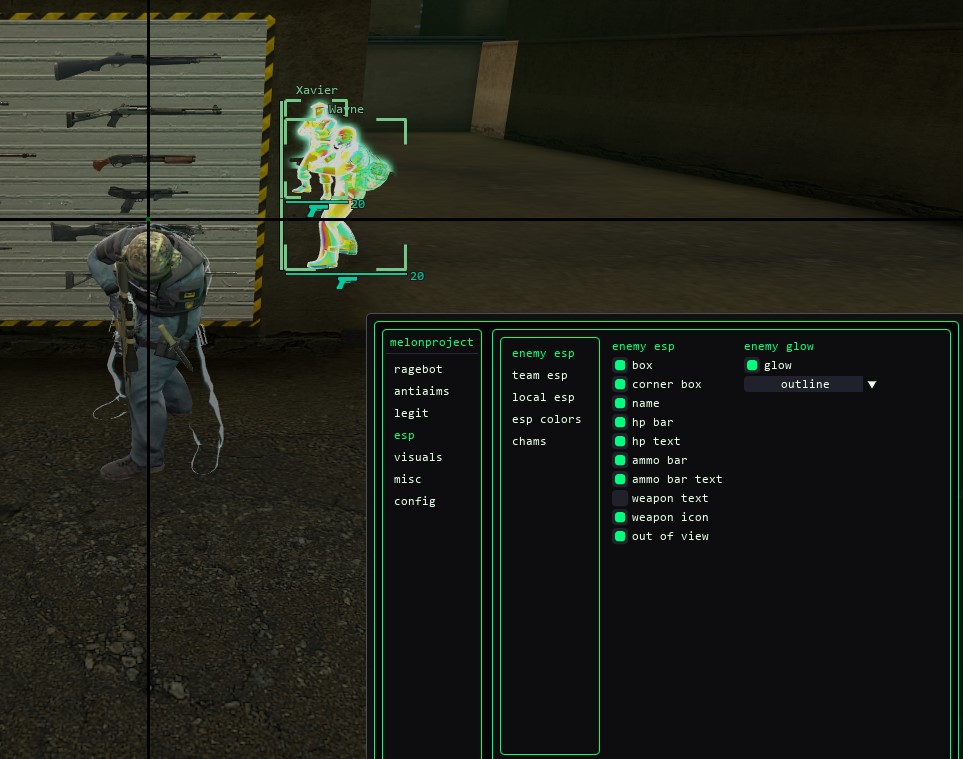 Xavier
Wayne
20
20
melonproject
ragebot
antiaims
legit
esp
visuals
misc
config
enemy esp
team esp
local esp
esp colors
chams
enemy esp
box
corner box
name
hp bar
hp text
ammo bar
ammo bar text
weapon text
weapon icon
out of view
enemy glow
glow
outline